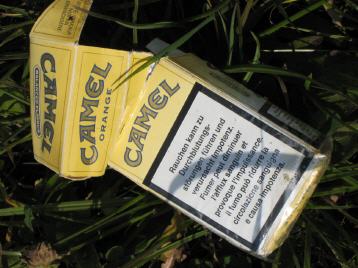 CAMEL
CAMEL
ORANGE
CAMEL
Rauchen kann zu
Durchblutungs-
störungen führen und
verursacht Impotenz.
Fumer peut diminuer
l'afflux sanguin et
provoque l'impuissance.
Il fumo può ridurre la
circolazione sanguigna
e causa impotenza.